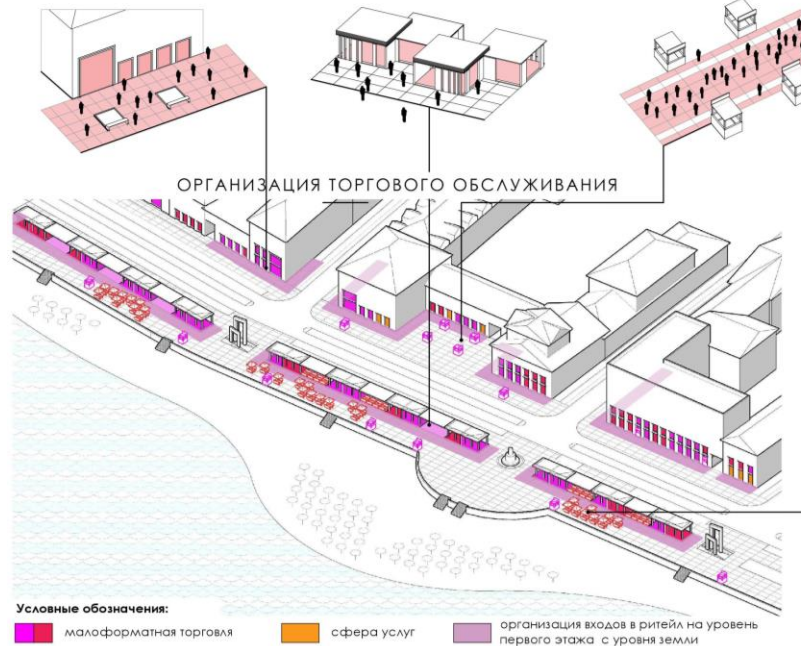 ОРГАНИЗАЦИЯ ТОРГОВОГО ОБСЛУЖИВАНИЯ
Условные обозначения:
малоформатная торговля
сфера услуг
организация входов в ритейл на уровень
первого этажа с уровня земли